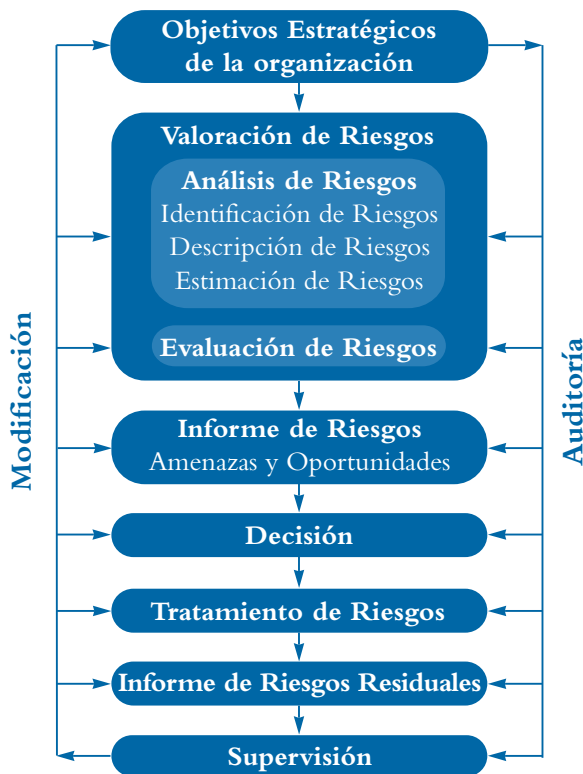 Objetivos Estratégicos
de la organización
Valoración de Riesgos
Análisis de Riesgos
Identificación de Riesgos
Descripción de Riesgos
Estimación de Riesgos
Evaluación de Riesgos
Informe de Riesgos
Amenazas y Oportunidades
Decisión
Tratamiento de Riesgos
Informe de Riesgos Residuales
Supervisión
Modificación
Auditoría